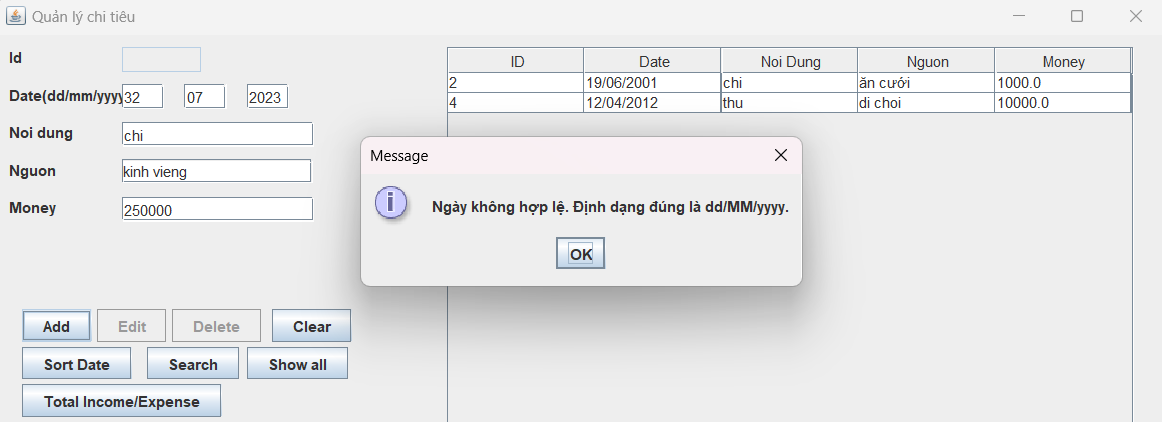 Quản lý chi tiêu
Id
Date(dd/mm/yyyy 32 07 2023
Noi dung chi
Nguon kinh vieng
Money 250000
ID Date Noi Dung Nguon Money
2 19/06/2001 chi ăn cưới 1000.0
4 12/04/2012 thu di choi 10000.0
Message
Ngày không hợp lệ. Định dạng đúng là dd/MM/yyyy.
OK
Add Edit Delete Clear
Sort Date Search Show all
Total Income/Expense